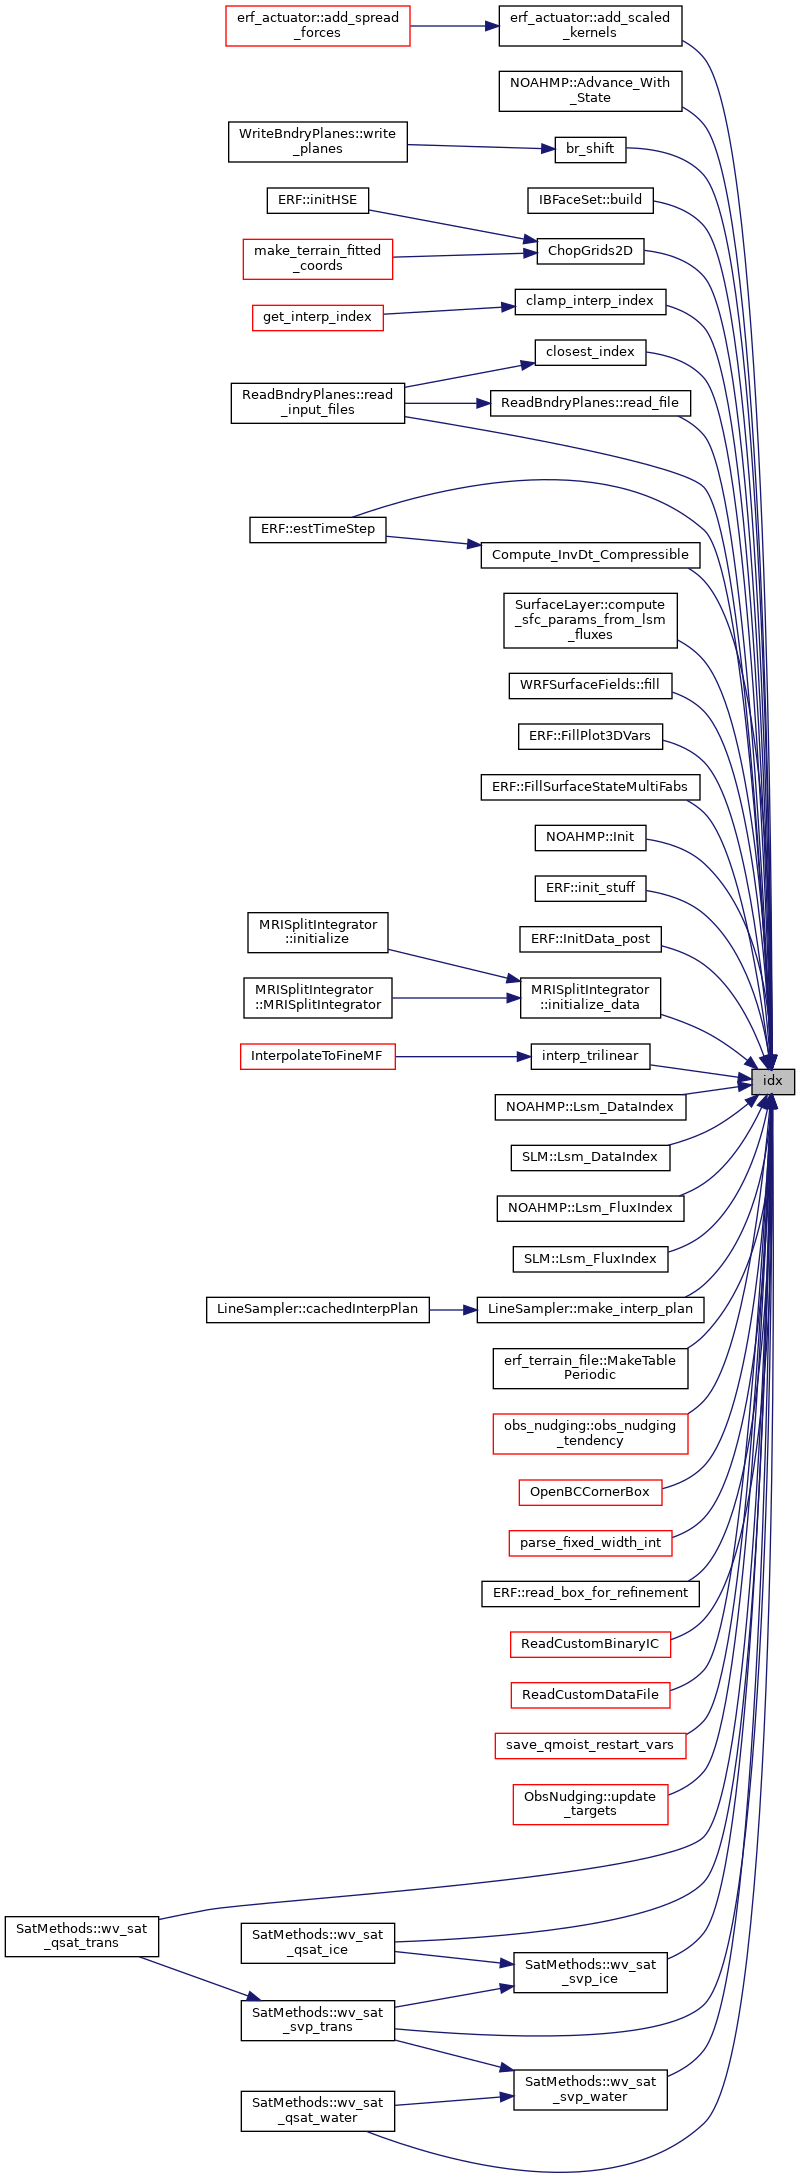 erf_actuator::add_spread
_forces
erf_actuator::add_scaled
_kernels
NOAHMP::Advance_With
_State
WriteBndryPlanes::write
_planes
br_shift
ERF::initHSE
IBFaceSet::build
make_terrain_fitted
_coords
ChopGrids2D
get_interp_index
clamp_interp_index
closest_index
ReadBndryPlanes::read
_input_files
ReadBndryPlanes::read_file
ERF::estTimeStep
Compute_InvDt_Compressible
SurfaceLayer::compute
_sfc_params_from_lsm
_fluxes
WRFSurfaceFields::fill
ERF::FillPlot3DVars
ERF::FillSurfaceStateMultiFabs
NOAHMP::Init
ERF::init_stuff
MRISplitIntegrator
::initialize
ERF::InitData_post
MRISplitIntegrator
::MRISplitIntegrator
MRISplitIntegrator
::initialize_data
InterpolateToFineMF
interp_trilinear
idx
NOAHMP::Lsm_DataIndex
SLM::Lsm_DataIndex
NOAHMP::Lsm_FluxIndex
SLM::Lsm_FluxIndex
LineSampler::cachedInterpPlan
LineSampler::make_interp_plan
erf_terrain_file::MakeTable
Periodic
obs_nudging::obs_nudging
_tendency
OpenBCCornerBox
parse_fixed_width_int
ERF::read_box_for_refinement
ReadCustomBinaryIC
ReadCustomDataFile
save_qmoist_restart_vars
ObsNudging::update
_targets
SatMethods::wv_sat
_qsat_trans
SatMethods::wv_sat
_qsat_ice
SatMethods::wv_sat
_svp_ice
SatMethods::wv_sat
_svp_trans
SatMethods::wv_sat
_svp_water
SatMethods::wv_sat
_qsat_water